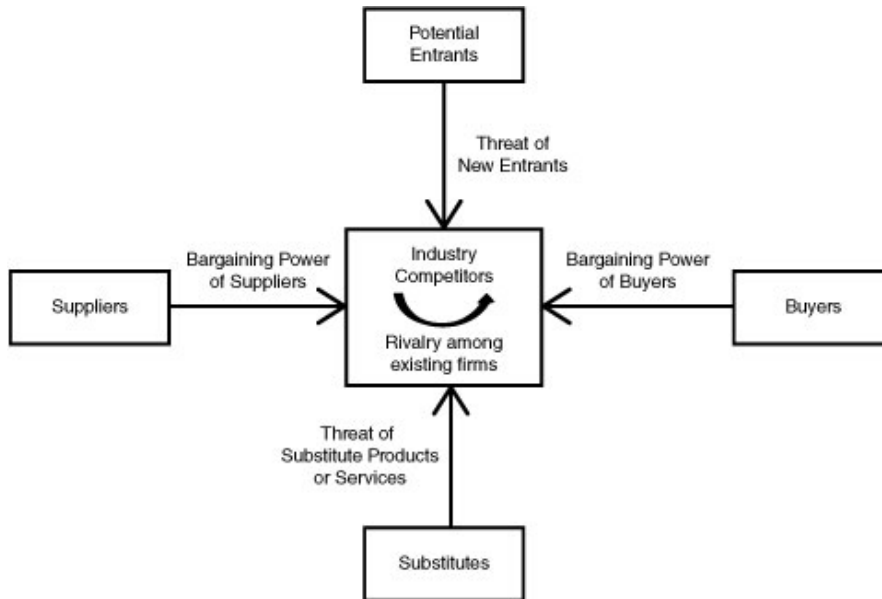 Potential
Entrants
Threat of
New Entrants
Bargaining Power
of Suppliers
Industry
Competitors
Bargaining Power
of Buyers
Suppliers
Buyers
Rivalry among
existing firms
Threat of
Substitute Products
or Services
Substitutes